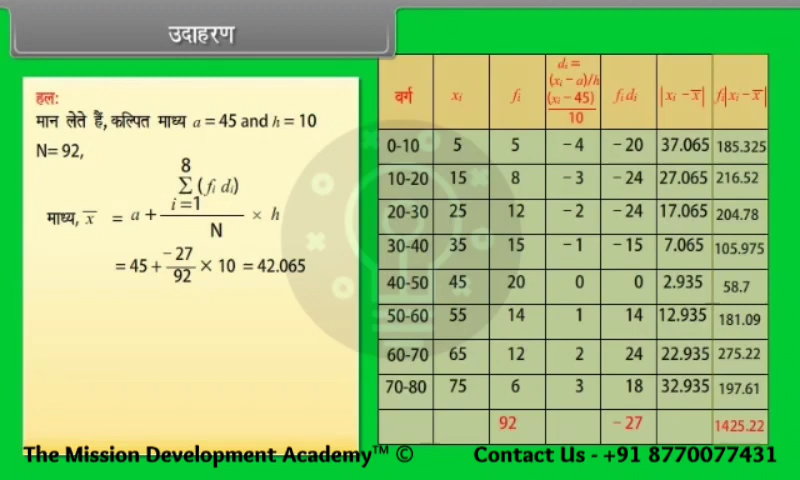 उदाहरण
हल:
मान लेते हैं, कल्पित माध्य a = 45 and h = 10
N= 92,
माध्य, x̅ = a + 8 Σ i=1 (fᵢ dᵢ) / N × h
= 45 + −27/92 × 10 = 42.065
वर्ग xᵢ fᵢ dᵢ = (xᵢ − a)/h (xᵢ − 45)/10 fᵢ dᵢ |xᵢ − x̅| fᵢ|xᵢ − x̅|
0-10 5 5 −4 −20 37.065 185.325
10-20 15 8 −3 −24 27.065 216.52
20-30 25 12 −2 −24 17.065 204.78
30-40 35 15 −1 −15 7.065 105.975
40-50 45 20 0 0 2.935 58.7
50-60 55 14 1 14 12.935 181.09
60-70 65 12 2 24 22.935 275.22
70-80 75 6 3 18 32.935 197.61
92 −27 1425.22
The Mission Development Academy™ © Contact Us - +91 8770077431